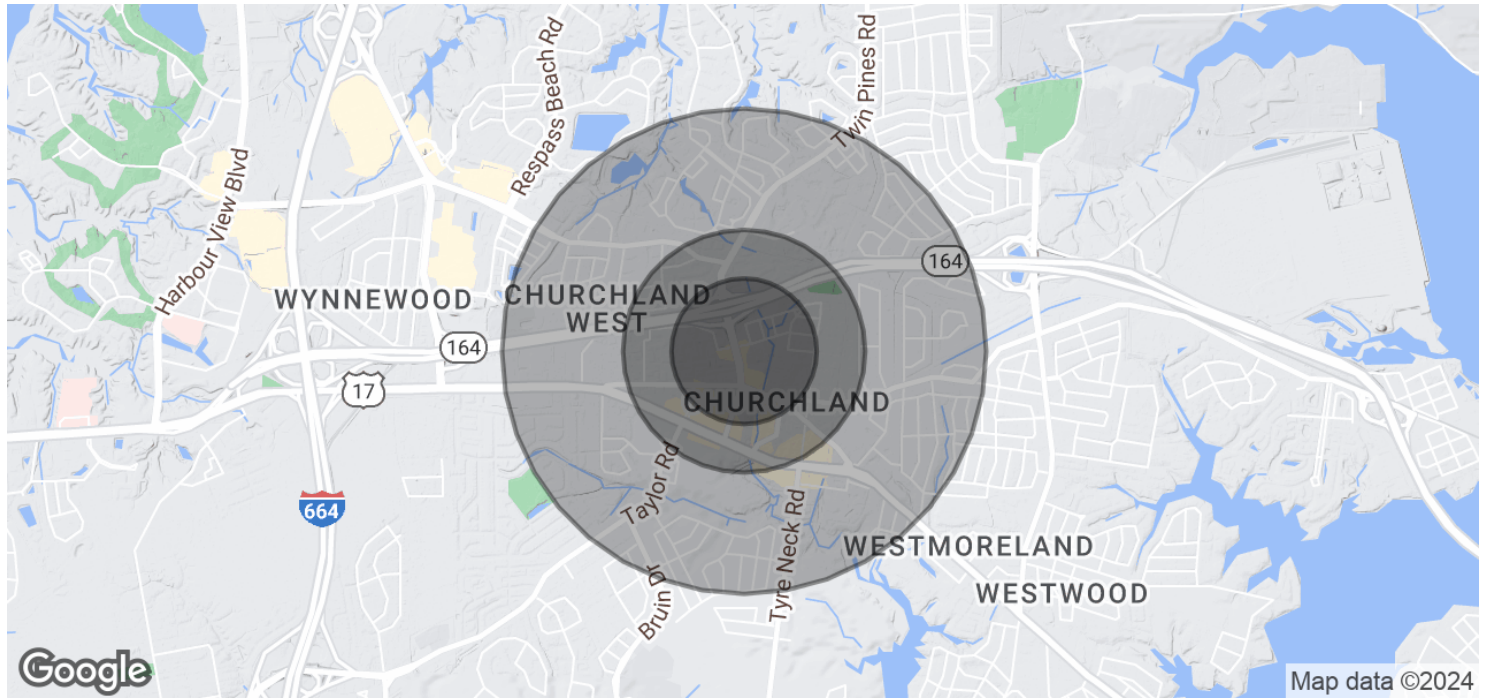 Respass Beach Rd
Twin Pines Rd
Harbour View Blvd
164
WYNNEWOOD
CHURCHLAND
WEST
164
17
CHURCHLAND
Taylor Rd
664
Tyre Neck Rd
WESTMORELAND
WESTWOOD
Bruin Dr
Google
Map data ©2024